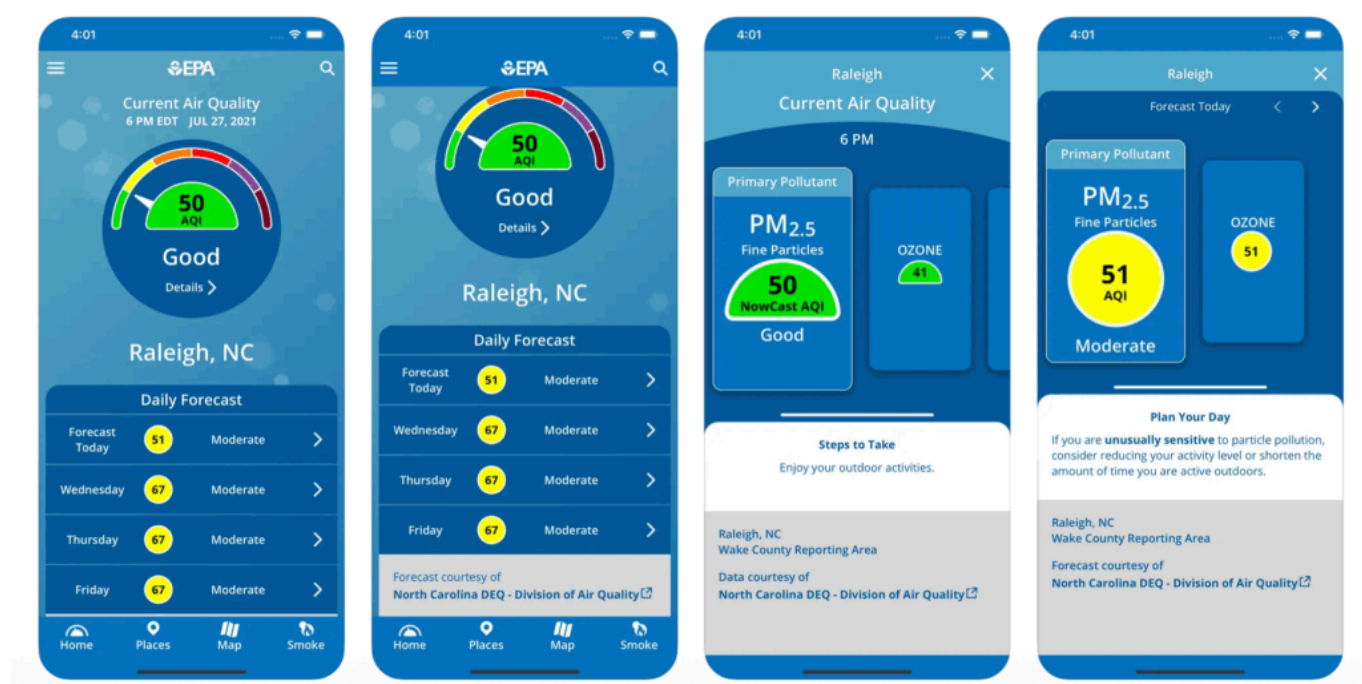 4:01
EPA
Current Air Quality
6 PM EDT JUL 27, 2021
50
AQI
Good
Details
Raleigh, NC
Daily Forecast
Forecast
Today
51
Moderate
Wednesday
67
Moderate
Thursday
67
Moderate
Friday
67
Moderate
Home
Places
Map
Smoke
4:01
EPA
50
AQI
Good
Details
Raleigh, NC
Daily Forecast
Forecast
Today
51
Moderate
Wednesday
67
Moderate
Thursday
67
Moderate
Friday
67
Moderate
Forecast courtesy of
North Carolina DEQ - Division of Air Quality
Home
Places
Map
Smoke
4:01
Raleigh
Current Air Quality
6 PM
Primary Pollutant
PM2.5
Fine Particles
50
NowCast AQI
Good
OZONE
41
Steps to Take
Enjoy your outdoor activities.
Raleigh, NC
Wake County Reporting Area
Data courtesy of
North Carolina DEQ - Division of Air Quality
4:01
Raleigh
Forecast Today
Primary Pollutant
PM2.5
Fine Particles
51
AQI
Moderate
OZONE
51
Plan Your Day
If you are unusually sensitive to particle pollution,
consider reducing your activity level or shorten the
amount of time you are active outdoors.
Raleigh, NC
Wake County Reporting Area
Forecast courtesy of
North Carolina DEQ - Division of Air Quality